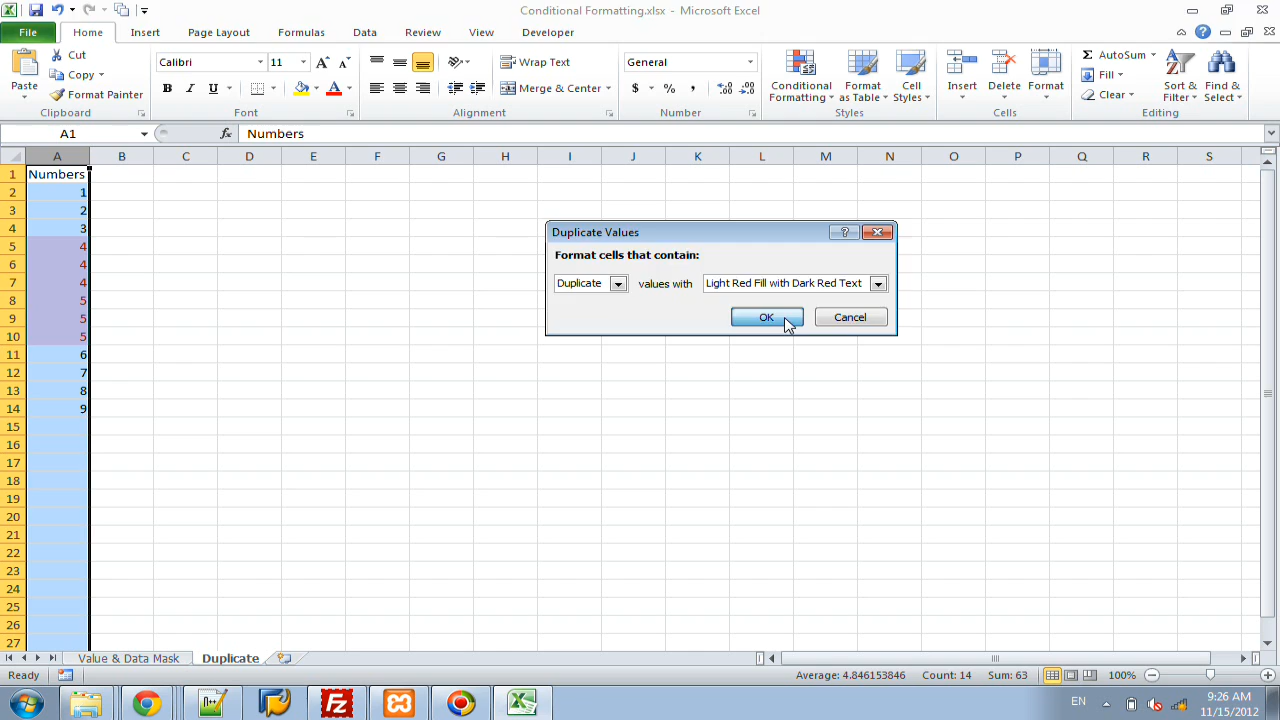 Conditional Formatting.xlsx - Microsoft Excel
File Home Insert Page Layout Formulas Data Review View Developer
Paste
Cut
Copy
Format Painter
Clipboard
Calibri 11
B I U A
Font
Wrap Text
Merge & Center
Alignment
General
$ % ,
Number
Conditional Formatting
Format as Table
Cell Styles
Styles
Insert Delete Format
Cells
Σ AutoSum
Fill
Clear
Sort & Filter
Find & Select
Editing
A1 fx Numbers
A B C D E F G H I J K L M N O P Q R S
1 Numbers
2 1
3 2
4 3
5 4
6 4
7 4
8 5
9 5
10 5
11 6
12 7
13 8
14 9
15
16
17
18
19
20
21
22
23
24
25
26
27
Duplicate Values
Format cells that contain:
Duplicate values with Light Red Fill with Dark Red Text
OK Cancel
Value & Data Mask Duplicate
Ready Average: 4.846153846 Count: 14 Sum: 63 100%
EN 9:26 AM
11/15/2012